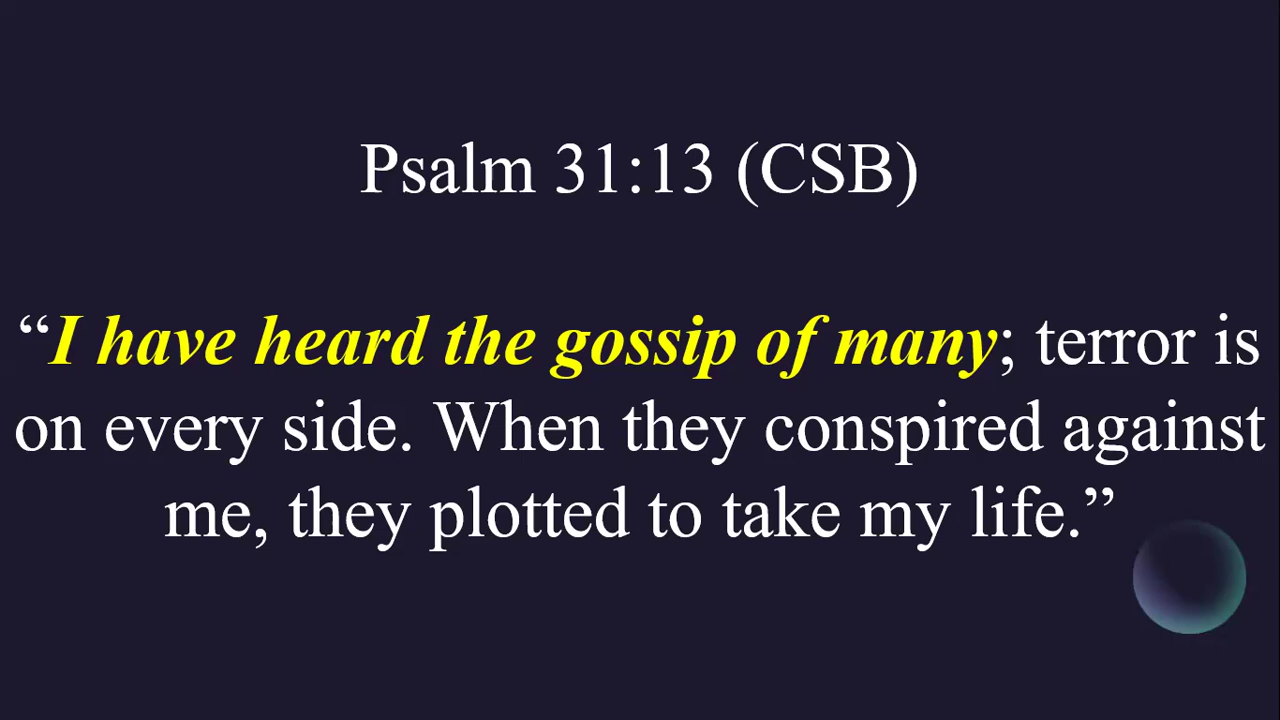 Psalm 31:13 (CSB)
“I have heard the gossip of many; terror is
on every side. When they conspired against
me, they plotted to take my life.”